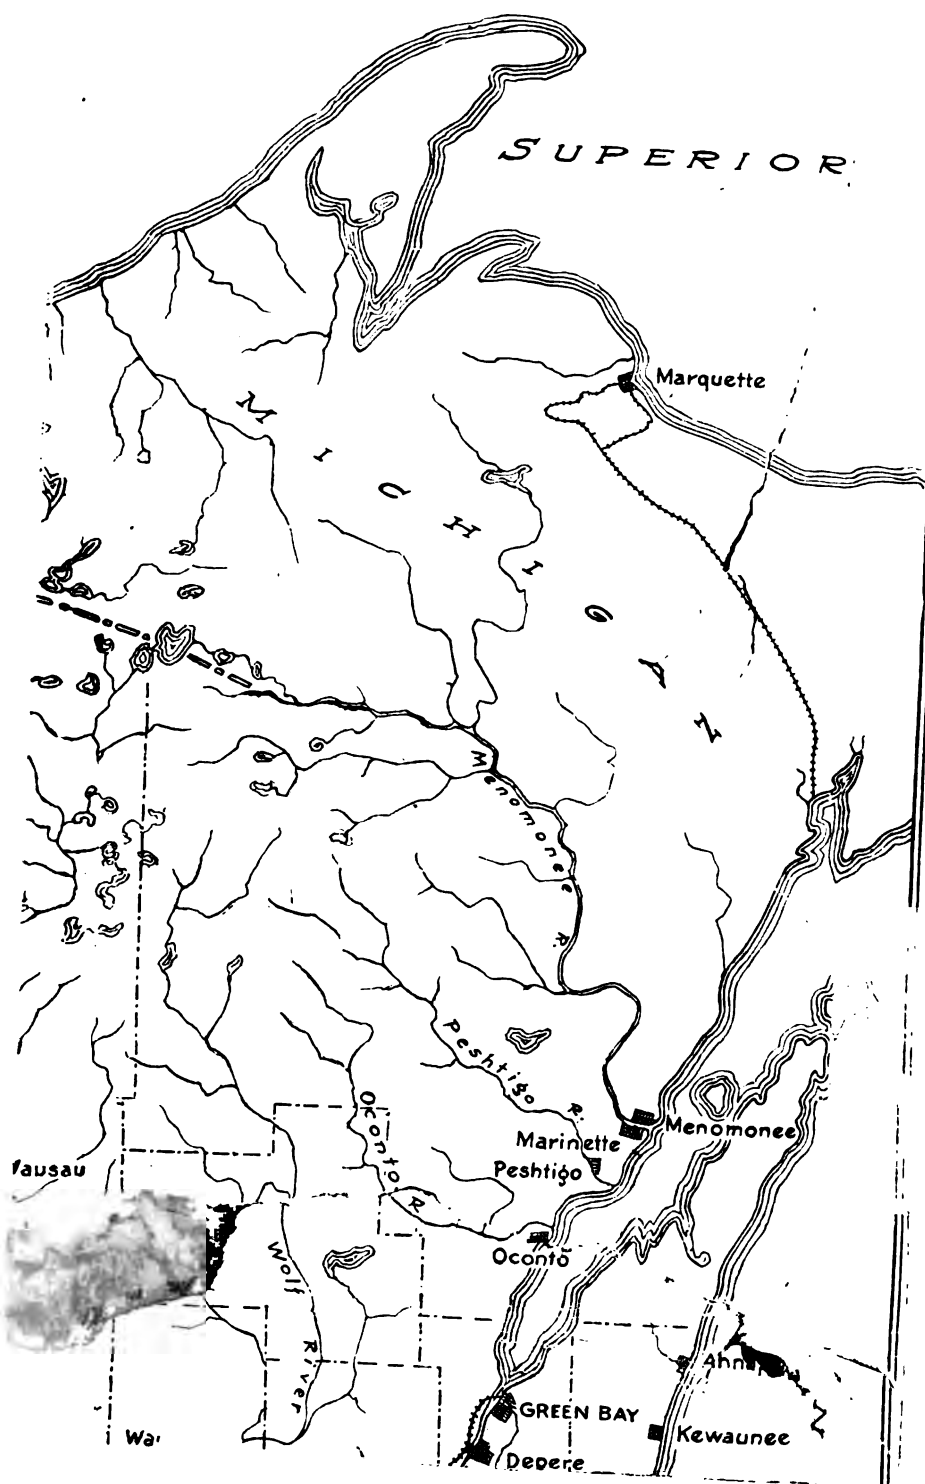 SUPERIOR
Marquette
MICHIGAN
Menomonee R.
Peshtigo R.
Oconto R
Menomonee
Marinette
Peshtigo
Oconto
Wolf River
GREEN BAY
Kewaunee
Depere